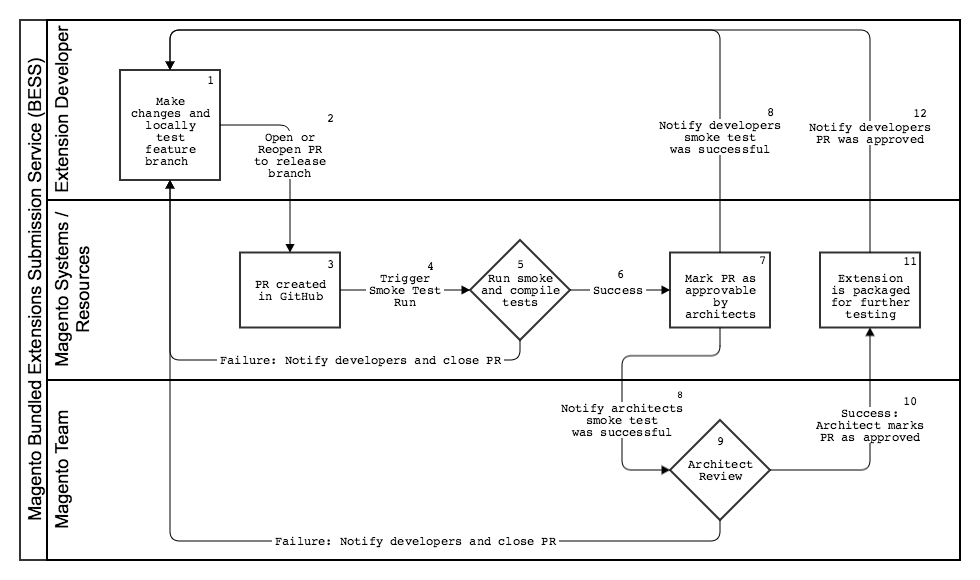 Magento Bundled Extensions Submission Service (BESS)
Extension Developer
1
Make
changes and
locally
test
feature
branch
2
Open or
Reopen PR
to release
branch
8
Notify developers
smoke test
was successful
12
Notify developers
PR was approved
Magento Systems /
Resources
3
PR created
in GitHub
4
Trigger
Smoke Test
Run
5
Run smoke
and compile
tests
6
Success
7
Mark PR as
approvable
by
architects
11
Extension
is packaged
for further
testing
Failure: Notify developers and close PR
Magento Team
8
Notify architects
smoke test
was successful
9
Architect
Review
10
Success:
Architect marks
PR as approved
Failure: Notify developers and close PR